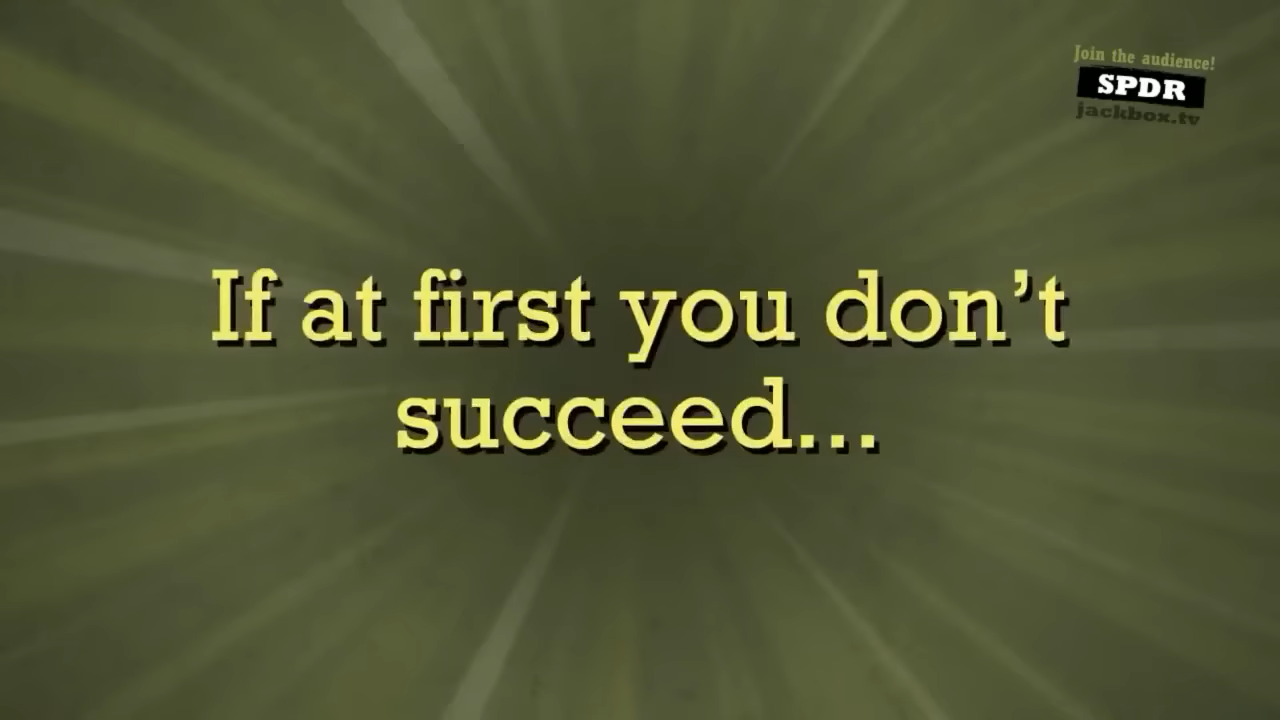 Join the audience!
SPDR
jackbox.tv
If at first you don’t
succeed...